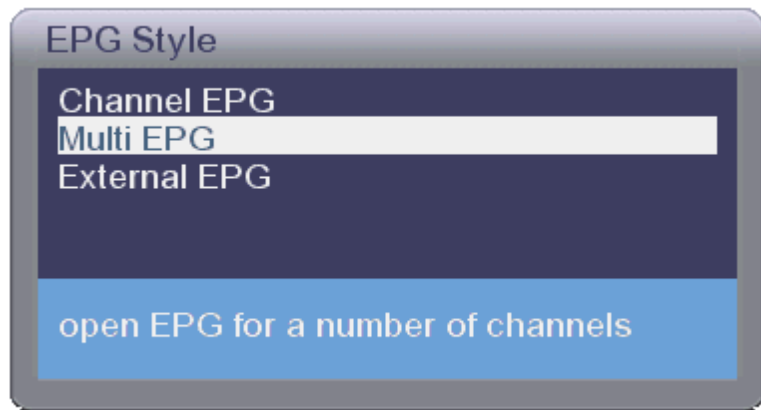 EPG Style
Channel EPG
Multi EPG
External EPG
open EPG for a number of channels